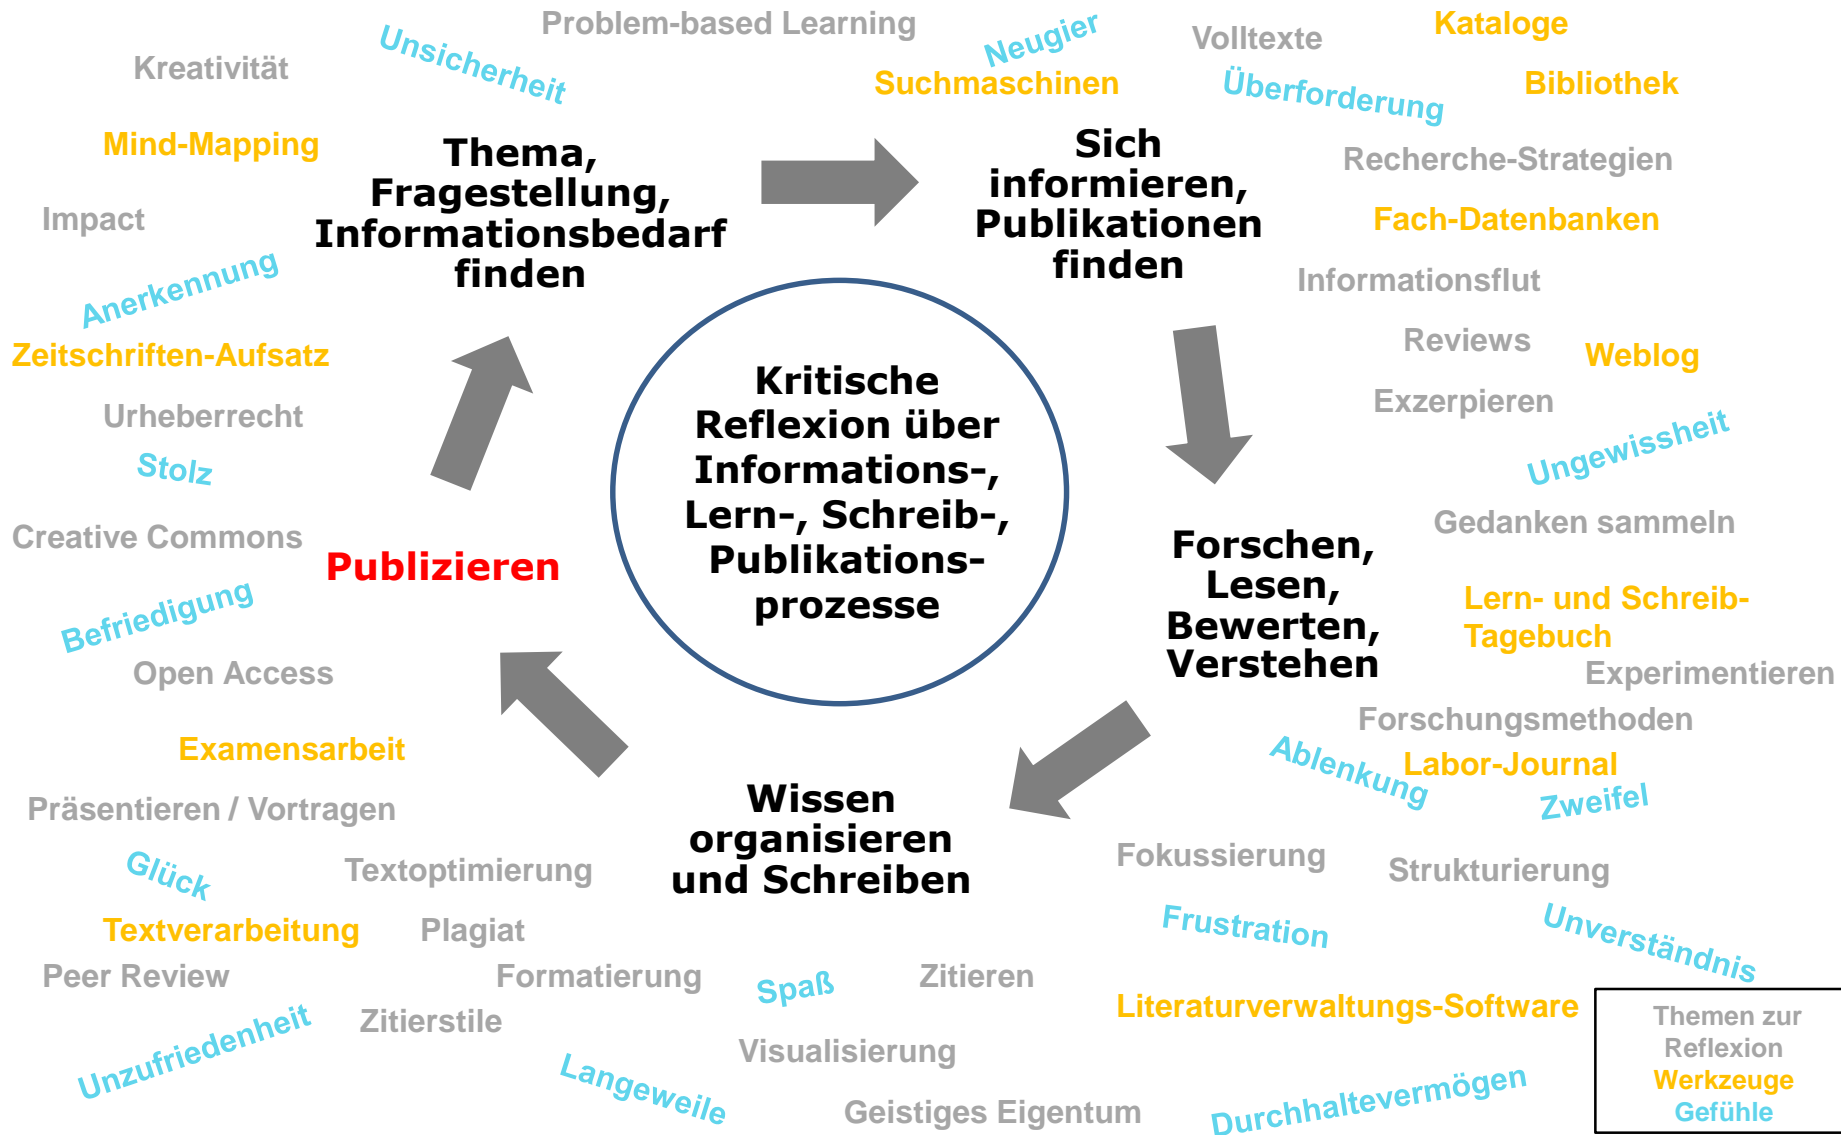 Problem-based Learning
Neugier
Kataloge
Unsicherheit
Volltexte
Kreativität
Suchmaschinen
Überforderung
Bibliothek
Mind-Mapping
Thema,
Fragestellung,
Informationsbedarf
finden
Sich
informieren,
Publikationen
finden
Recherche-Strategien
Impact
Fach-Datenbanken
Anerkennung
Informationsflut
Zeitschriften-Aufsatz
Reviews
Weblog
Kritische
Reflexion über
Informations-,
Lern-, Schreib-,
Publikations-
prozesse
Exzerpieren
Urheberrecht
Ungewissheit
Stolz
Gedanken sammeln
Creative Commons
Publizieren
Forschen,
Lesen,
Bewerten,
Verstehen
Befriedigung
Lern- und Schreib-
Tagebuch
Open Access
Experimentieren
Forschungsmethoden
Examensarbeit
Ablenkung
Labor-Journal
Zweifel
Präsentieren / Vortragen
Wissen
organisieren
und Schreiben
Glück
Textoptimierung
Fokussierung
Strukturierung
Textverarbeitung
Plagiat
Frustration
Unverständnis
Peer Review
Formatierung
Spaß
Zitieren
Literaturverwaltungs-Software
Unzufriedenheit
Zitierstile
Visualisierung
Langeweile
Geistiges Eigentum
Durchhaltevermögen
Themen zur
Reflexion
Werkzeuge
Gefühle